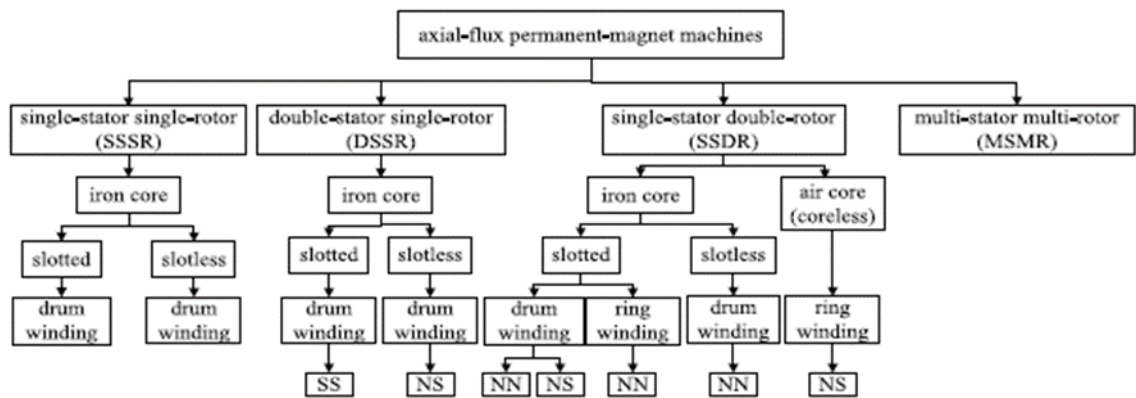 axial-flux permanent-magnet machines
single-stator single-rotor
(SSSR)
double-stator single-rotor
(DSSR)
single-stator double-rotor
(SSDR)
multi-stator multi-rotor
(MSMR)
iron core
iron core
iron core
air core
(coreless)
slotted
slotless
slotted
slotless
slotted
slotless
drum
winding
drum
winding
drum
winding
drum
winding
drum
winding
ring
winding
drum
winding
ring
winding
SS
NS
NN
NS
NN
NN
NS